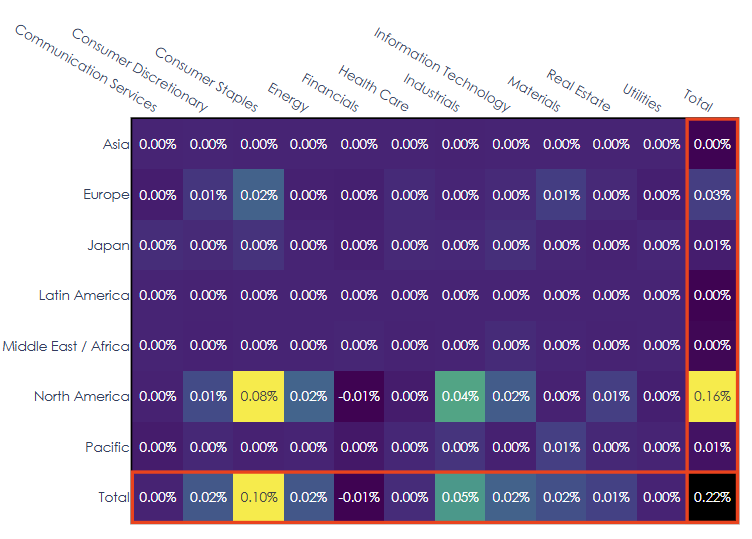 Communication Services
Consumer Discretionary
Consumer Staples
Energy
Financials
Health Care
Industrials
Information Technology
Materials
Real Estate
Utilities
Total
Asia 0.00% 0.00% 0.00% 0.00% 0.00% 0.00% 0.00% 0.00% 0.00% 0.00% 0.00% 0.00%
Europe 0.00% 0.01% 0.02% 0.00% 0.00% 0.00% 0.00% 0.00% 0.01% 0.00% 0.00% 0.03%
Japan 0.00% 0.00% 0.00% 0.00% 0.00% 0.00% 0.00% 0.00% 0.00% 0.00% 0.00% 0.01%
Latin America 0.00% 0.00% 0.00% 0.00% 0.00% 0.00% 0.00% 0.00% 0.00% 0.00% 0.00% 0.00%
Middle East / Africa 0.00% 0.00% 0.00% 0.00% 0.00% 0.00% 0.00% 0.00% 0.00% 0.00% 0.00% 0.00%
North America 0.00% 0.01% 0.08% 0.02% -0.01% 0.00% 0.04% 0.02% 0.00% 0.01% 0.00% 0.16%
Pacific 0.00% 0.00% 0.00% 0.00% 0.00% 0.00% 0.00% 0.00% 0.01% 0.00% 0.00% 0.01%
Total 0.00% 0.02% 0.10% 0.02% -0.01% 0.00% 0.05% 0.02% 0.02% 0.01% 0.00% 0.22%